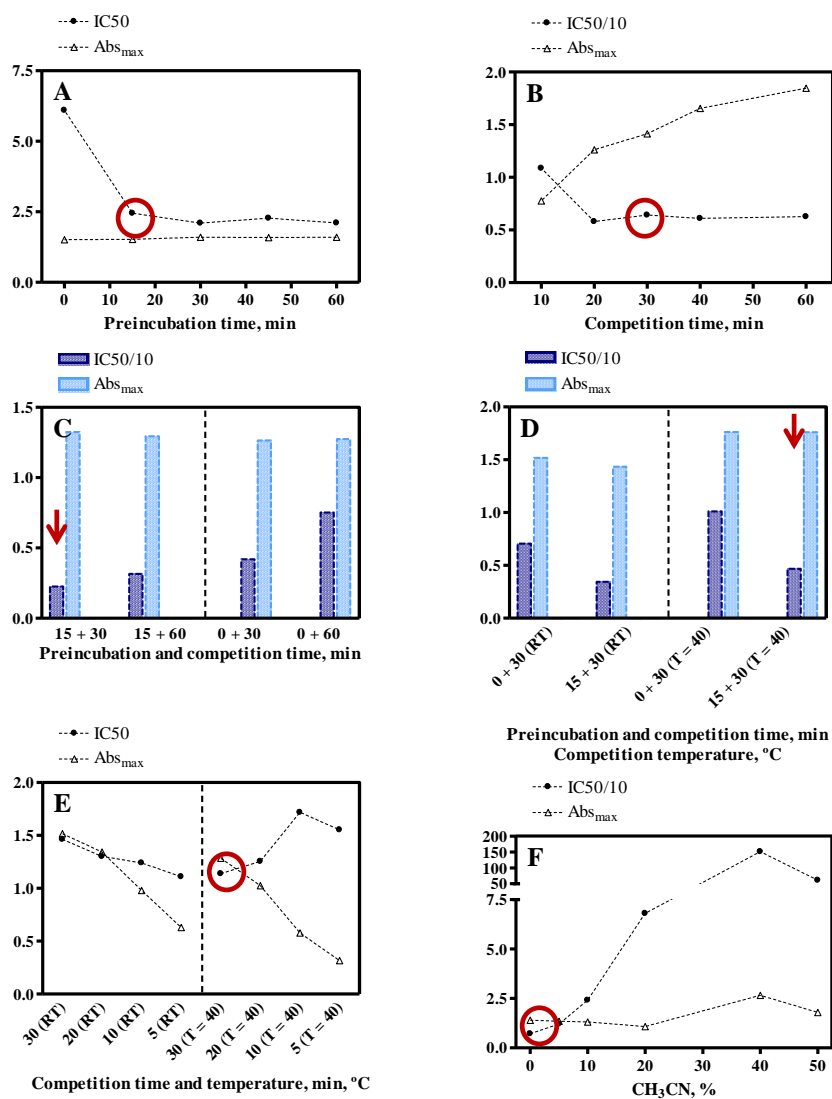 IC50
Abs_max
A
7.5
5.0
2.5
0.0
0 10 20 30 40 50 60
Preincubation time, min
IC50/10
Abs_max
B
2.0
1.5
1.0
0.5
0.0
10 20 30 40 50 60
Competition time, min
IC50/10
Abs_max
C
1.5
1.0
0.5
0.0
15 + 30 15 + 60 0 + 30 0 + 60
Preincubation and competition time, min
IC50/10
Abs_max
D
2.0
1.5
1.0
0.5
0.0
0 + 30 (RT)
15 + 30 (RT)
0 + 30 (T = 40)
15 + 30 (T = 40)
Preincubation and competition time, min
Competition temperature, ºC
IC50
Abs_max
E
2.0
1.5
1.0
0.5
0.0
30 (RT)
20 (RT)
10 (RT)
5 (RT)
30 (T = 40)
20 (T = 40)
10 (T = 40)
5 (T = 40)
Competition time and temperature, min, ºC
IC50/10
Abs_max
F
200
150
100
50
7.5
5.0
2.5
0.0
0 10 20 30 40 50
CH₃CN, %